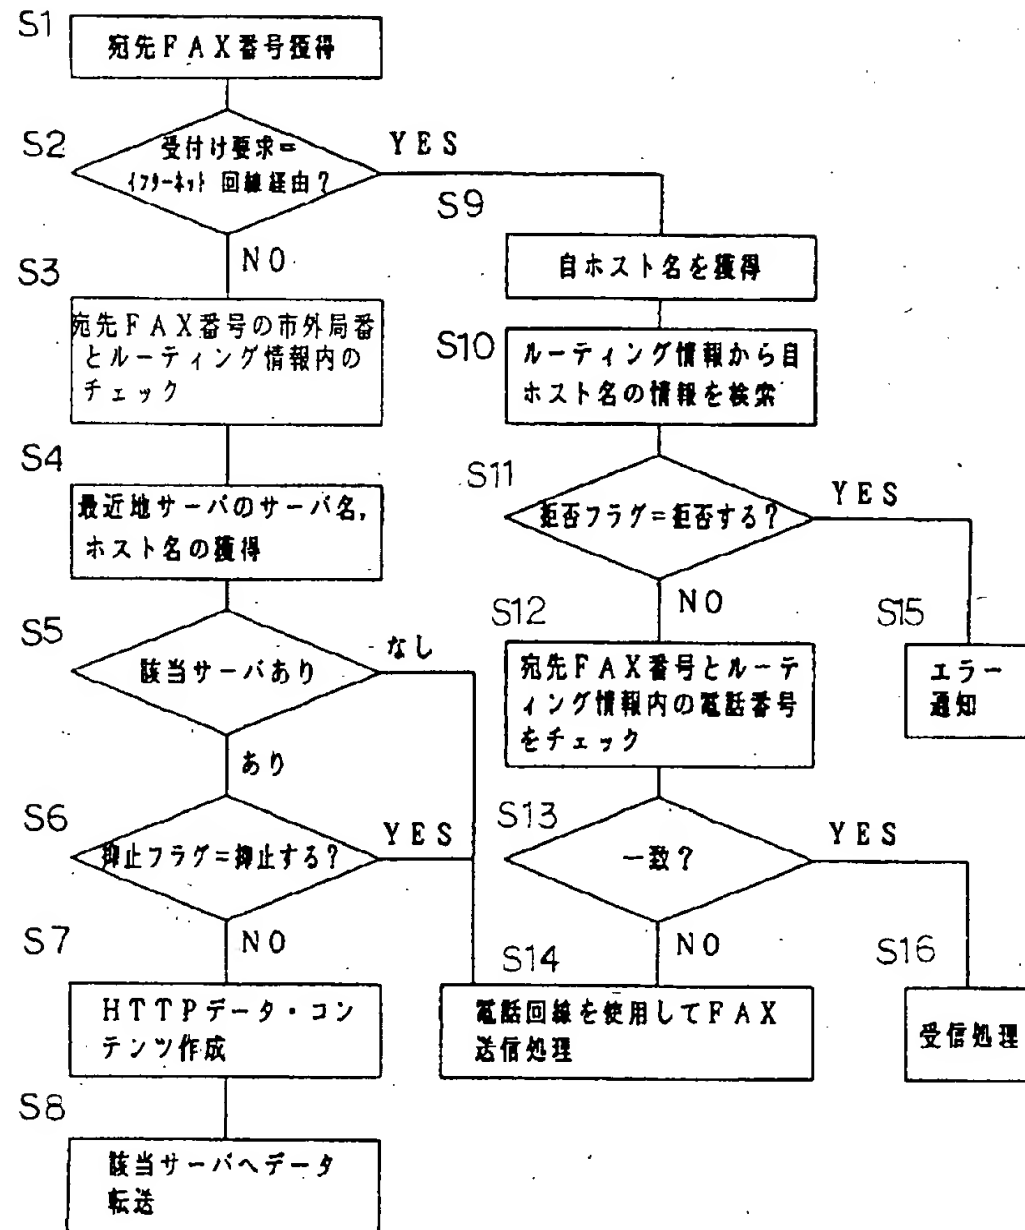 S1
宛先FAX番号獲得
S2
受付け要求=
インターネット 回線経由?
YES
NO
S3
宛先FAX番号の市外局番
とルーティング情報内の
チェック
S4
最近地サーバのサーバ名,
ホスト名の獲得
S5
該当サーバあり
なし
あり
S6
抑止フラグ=抑止する?
YES
NO
S7
HTTPデータ・コン
テンツ作成
S8
該当サーバへデータ
転送
S9
自ホスト名を獲得
S10
ルーティング情報から自
ホスト名の情報を検索
S11
拒否フラグ=拒否する?
YES
NO
S12
宛先FAX番号とルーテ
ィング情報内の電話番号
をチェック
S13
一致?
YES
NO
S14
電話回線を使用してFAX
送信処理
S15
エラー
通知
S16
受信処理